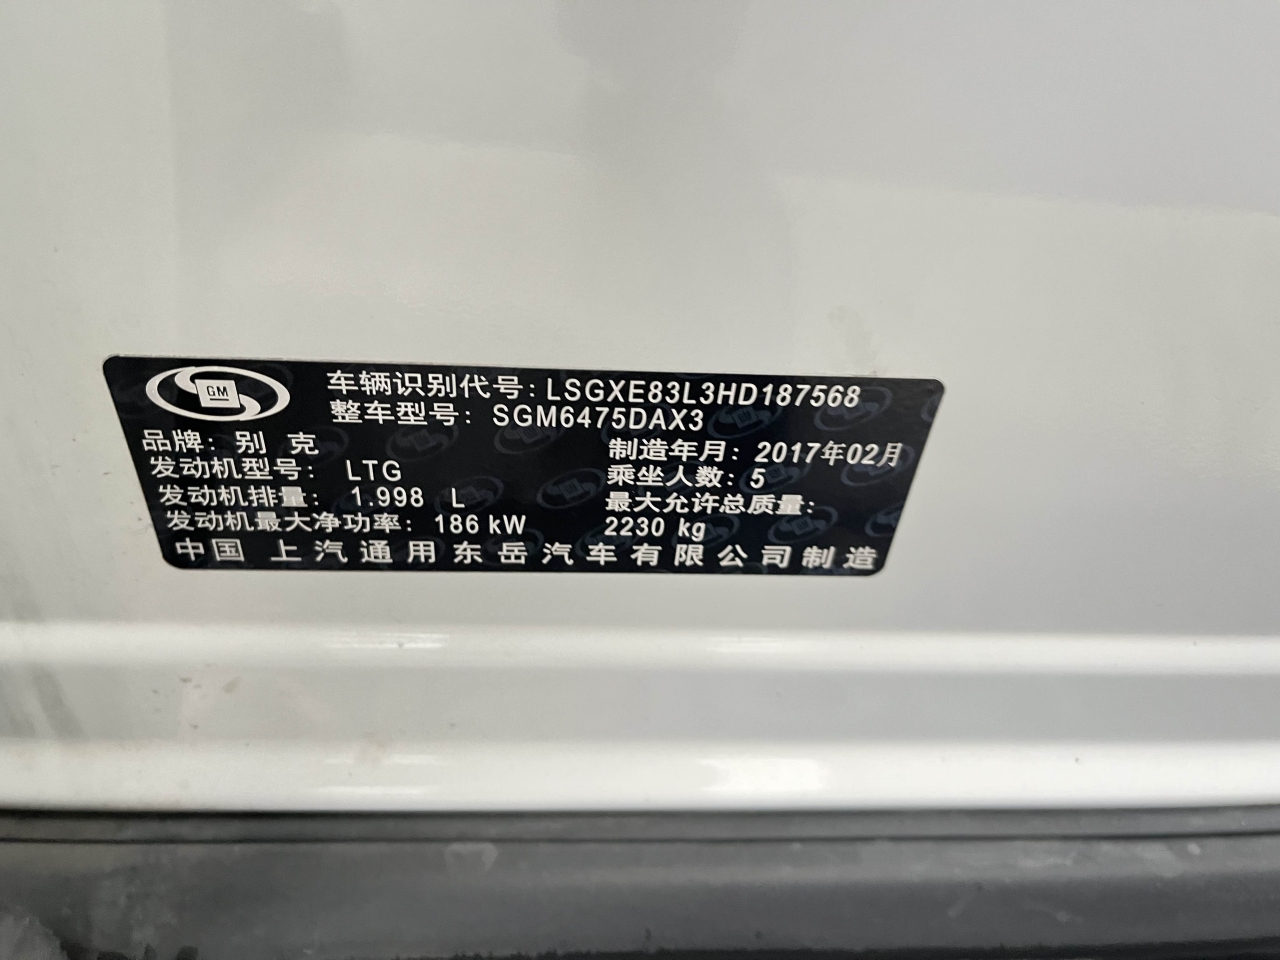 GM
车辆识别代号：LSGXE83L3HD187568
整车型号：SGM6475DAX3
品牌：别 克
制造年月：2017年02月
发动机型号：LTG
乘坐人数：5
发动机排量：1.998 L
最大允许总质量：
发动机最大净功率：186 kW
2230 kg
中国 上汽通用东岳汽车有限公司制造